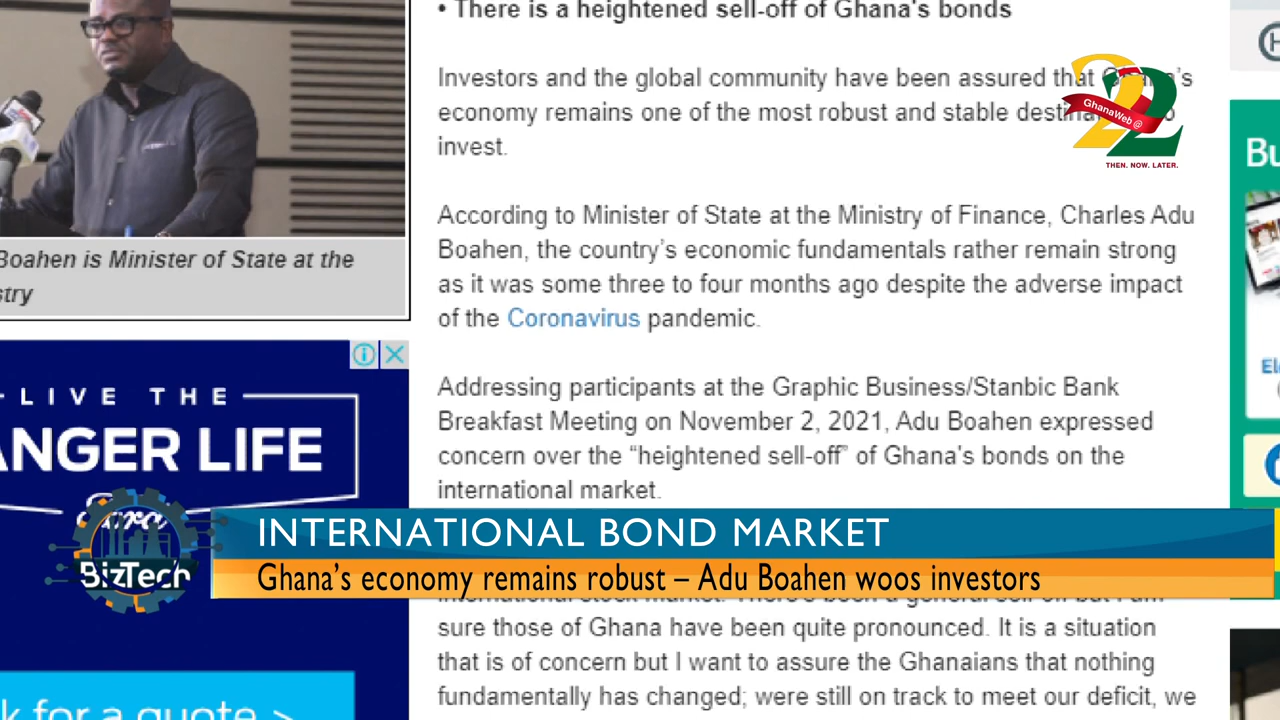 • There is a heightened sell-off of Ghana's bonds
Investors and the global community have been assured that
economy remains one of the most robust and stable
invest.
According to Minister of State at the Ministry of Finance, Charles Adu
Boahen, the country's economic fundamentals rather remain strong
as it was some three to four months ago despite the adverse impact
of the Coronavirus pandemic.
Addressing participants at the Graphic Business/Stanbic Bank
Breakfast Meeting on November 2, 2021, Adu Boahen expressed
concern over the “heightened sell-off” of Ghana's bonds on the
international market.
sure those of Ghana have been quite pronounced. It is a situation
that is of concern but I want to assure the Ghanaians that nothing
fundamentally has changed; were still on track to meet our deficit, we
22
GhanaWeb @
THEN. NOW. LATER.
Boahen is Minister of State at the
stry
LIVE THE
ANGER LIFE
k for a quote >
BizTech
INTERNATIONAL BOND MARKET
Ghana's economy remains robust – Adu Boahen woos investors
Bu
El